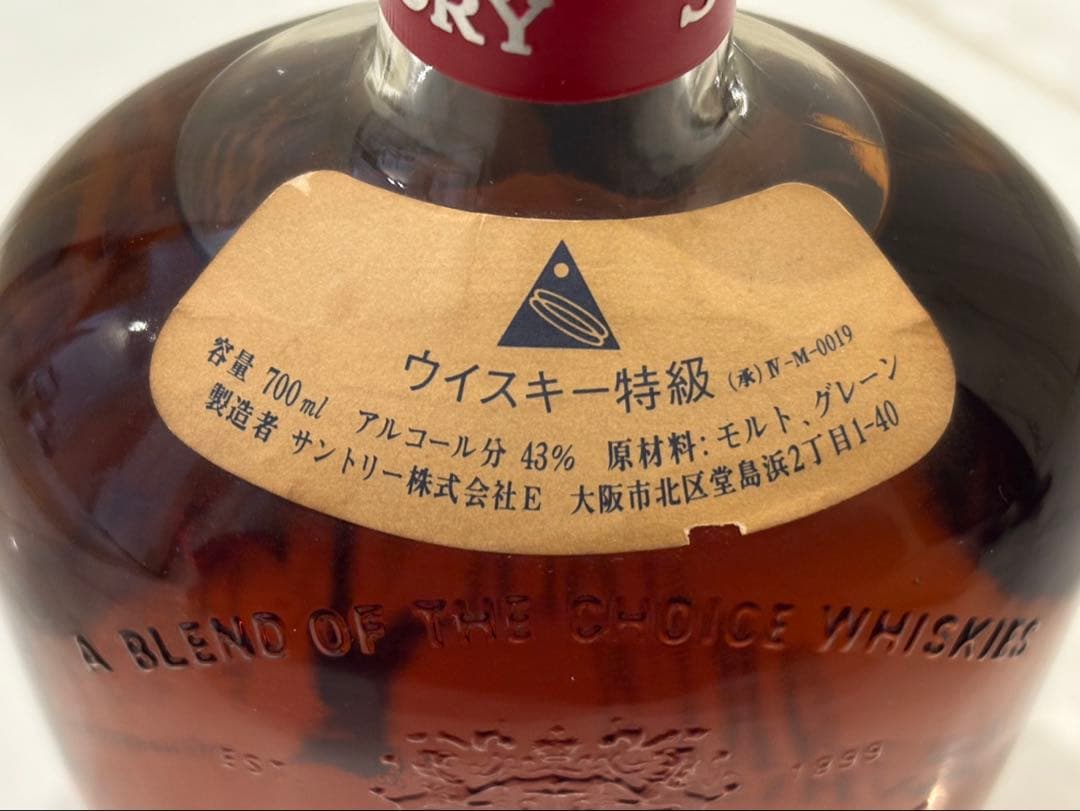 ウイスキー特級 (承)Ⅳ-M-0019
容量 700ml アルコール分 43% 原材料:モルト、グレーン
製造者 サントリー株式会社E 大阪市北区堂島浜2丁目1-40
A BLEND OF THE CHOICE WHISKIES
EST 1899